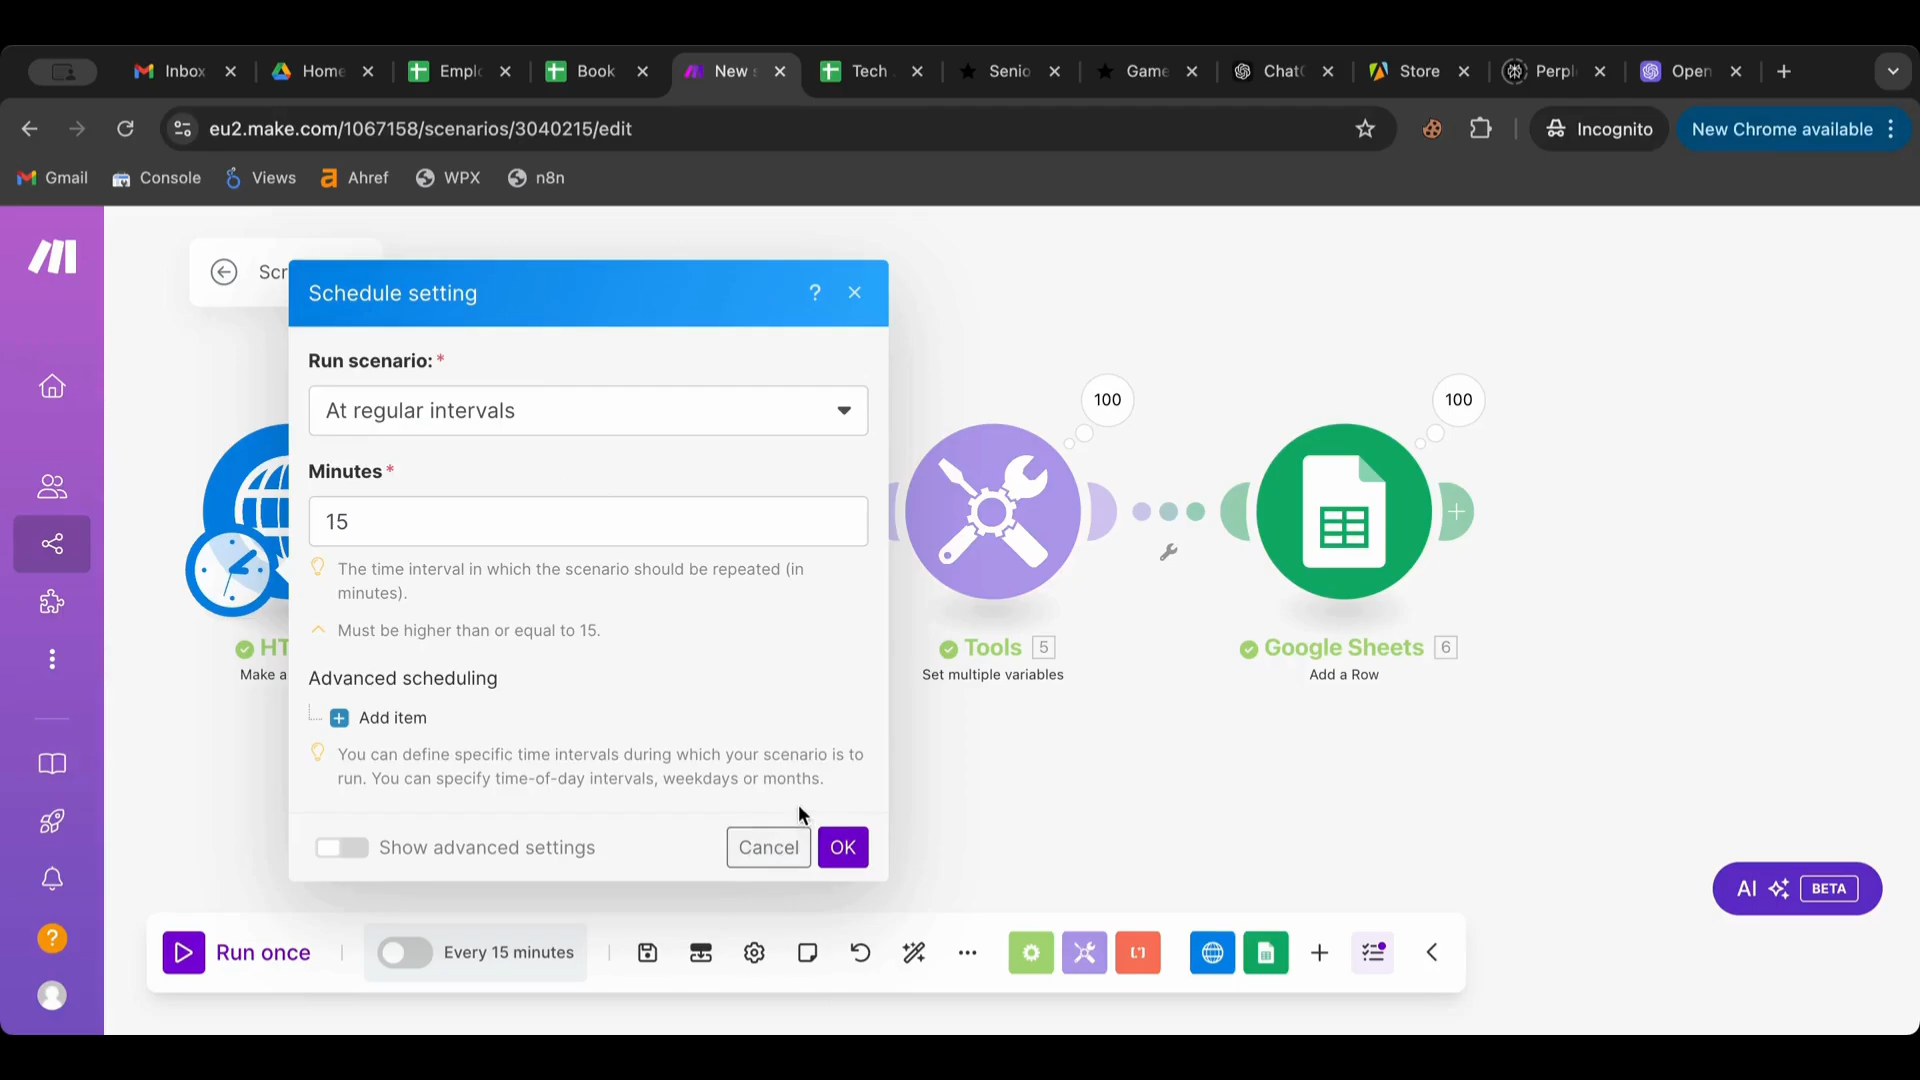 Inbox
Home
Emplo
Book
New s
Tech
Senio
Game
ChatG
Store
Perpl
Open
eu2.make.com/1067158/scenarios/3040215/edit
Incognito
New Chrome available
Gmail
Console
Views
Ahref
WPX
n8n
Scr
Schedule setting
?
Run scenario: *
At regular intervals
Minutes *
15
The time interval in which the scenario should be repeated (in
minutes).
Must be higher than or equal to 15.
Advanced scheduling
Add item
You can define specific time intervals during which your scenario is to
run. You can specify time-of-day intervals, weekdays or months.
Show advanced settings
Cancel
OK
HT
Make a
100
Tools 5
Set multiple variables
100
Google Sheets 6
Add a Row
AI BETA
?
Run once
Every 15 minutes